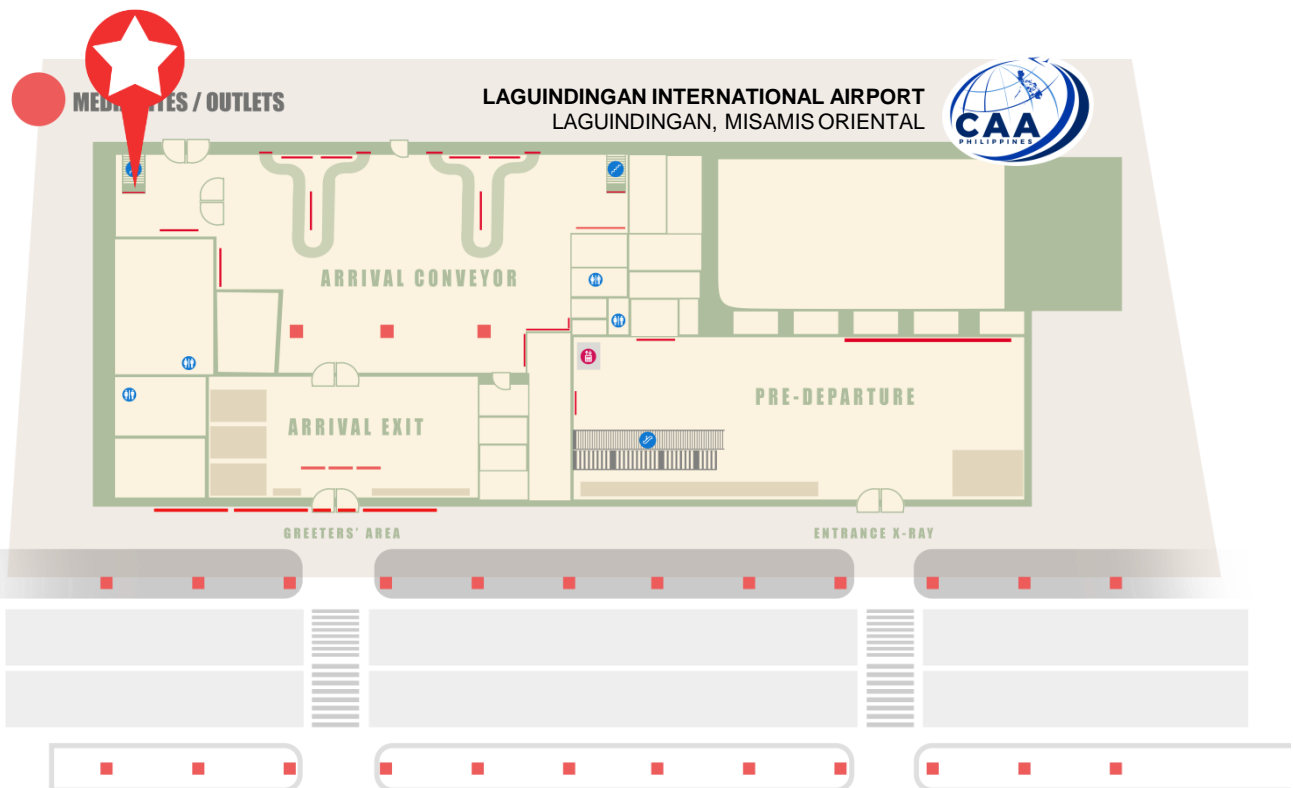 / OUTLETS
LAGUINDINGAN INTERNATIONAL AIRPORT
LAGUINDINGAN, MISAMIS ORIENTAL
CAA
PHILIPPINES
ARRIVAL CONVEYOR
PRE-DEPARTURE
ARRIVAL EXIT
GREETERS' AREA
ENTRANCE X-RAY